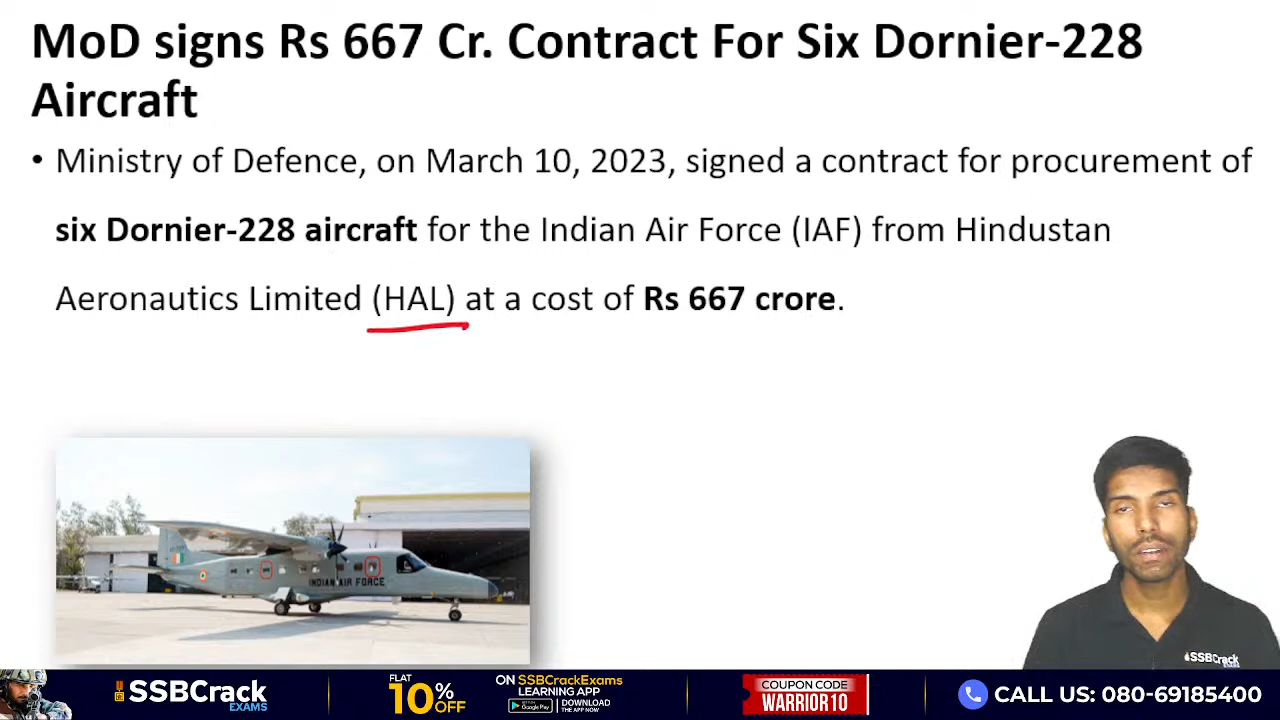 MoD signs Rs 667 Cr. Contract For Six Dornier-228
Aircraft
• Ministry of Defence, on March 10, 2023, signed a contract for procurement of
six Dornier-228 aircraft for the Indian Air Force (IAF) from Hindustan
Aeronautics Limited (HAL) at a cost of Rs 667 crore.
INDIAN AIR FORCE
SSBCrack
SSBCrack
EXAMS
FLAT
10% OFF
ON SSBCrackExams
LEARNING APP
Google Play
DOWNLOAD
THE APP NOW
COUPON CODE
WARRIOR10
CALL US: 080-69185400